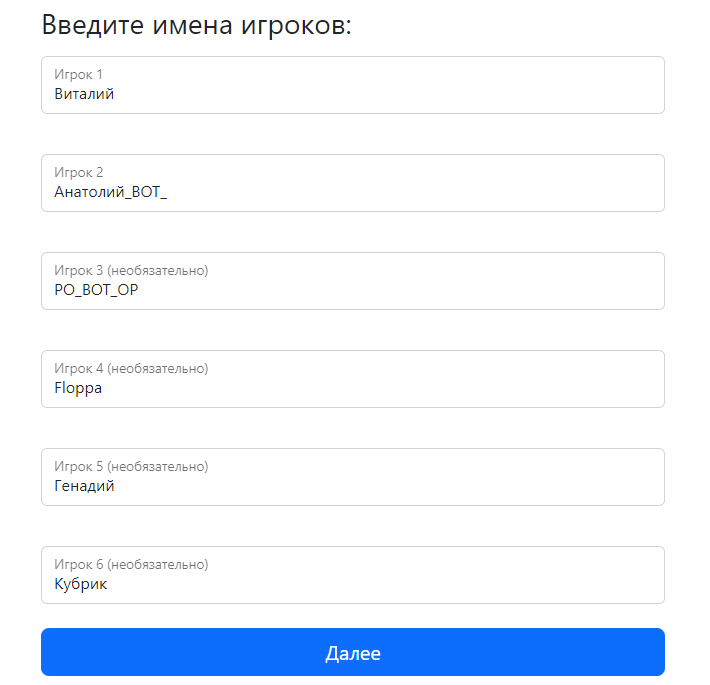 Введите имена игроков:
Игрок 1
Виталий
Игрок 2
Анатолий_BOT_
Игрок 3 (необязательно)
PO_BOT_OP
Игрок 4 (необязательно)
Floppa
Игрок 5 (необязательно)
Генадий
Игрок 6 (необязательно)
Кубрик
Далее